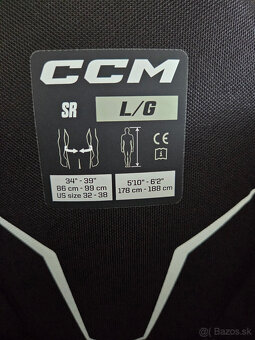 CCM
SR L/G
34" - 39"
86 cm - 99 cm
US size 32 - 38
5'10" - 6'2"
178 cm - 188 cm
CE
1
Bazos.sk